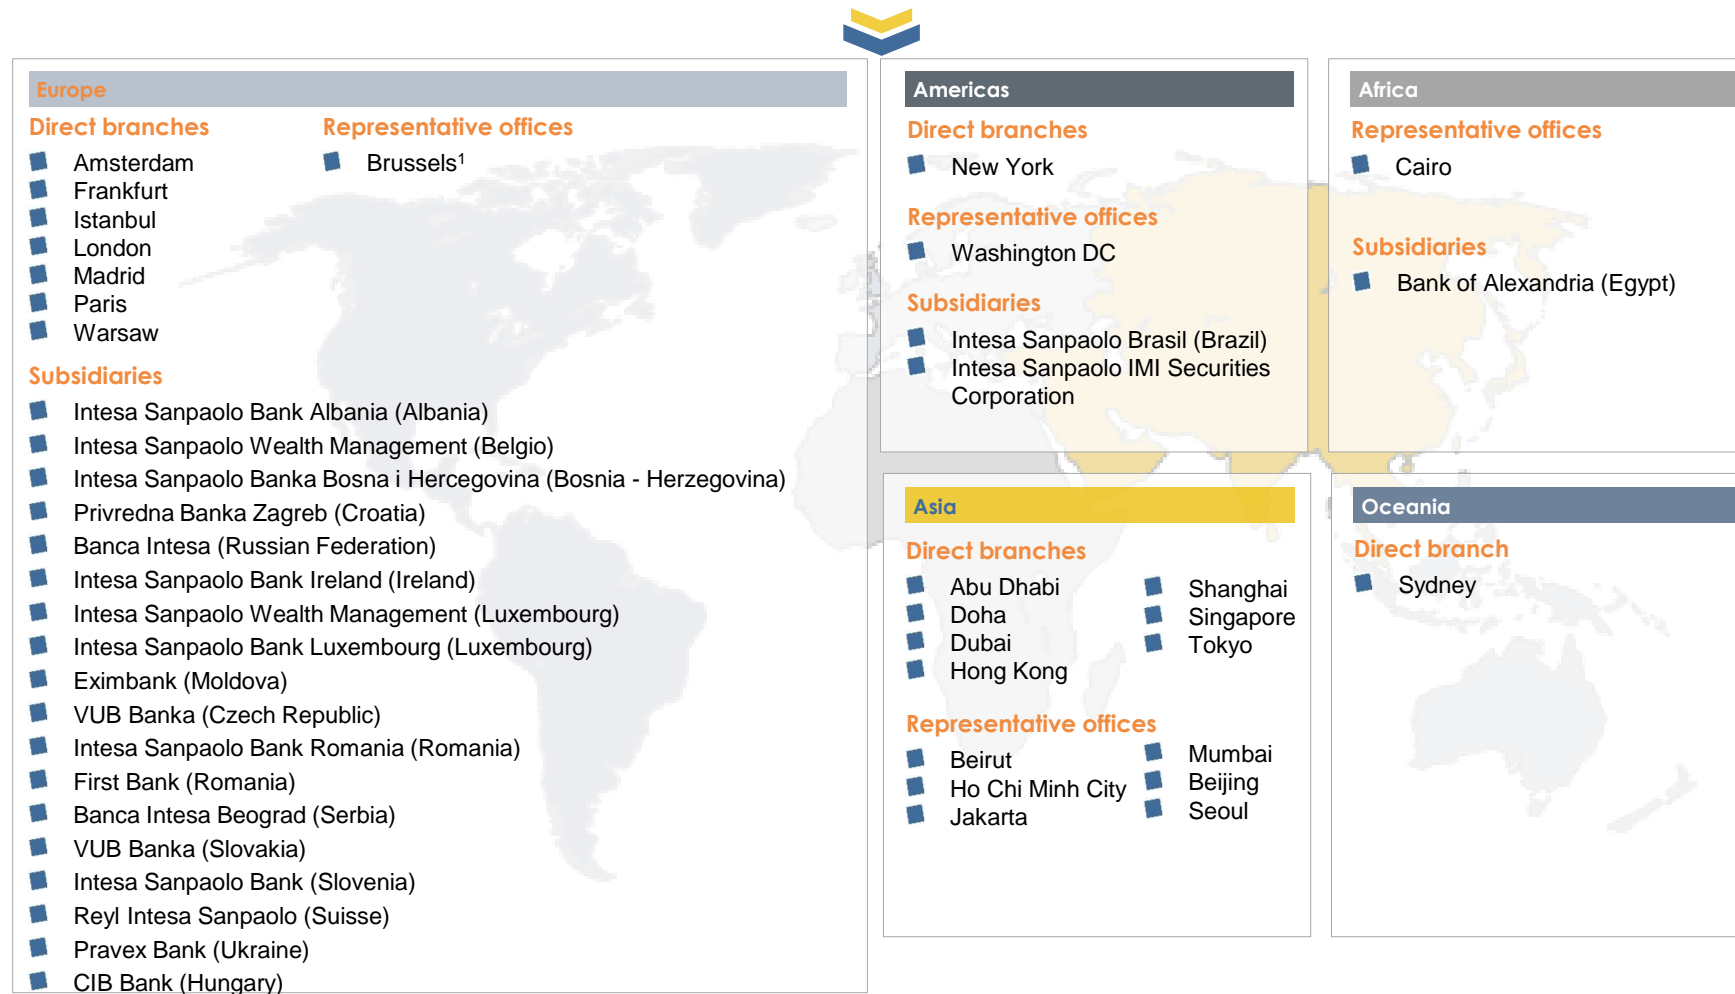 Europe
Direct branches
Amsterdam
Frankfurt
Istanbul
London
Madrid
Paris
Warsaw
Representative offices
Brussels¹
Subsidiaries
Intesa Sanpaolo Bank Albania (Albania)
Intesa Sanpaolo Wealth Management (Belgio)
Intesa Sanpaolo Banka Bosna i Hercegovina (Bosnia - Herzegovina)
Privredna Banka Zagreb (Croatia)
Banca Intesa (Russian Federation)
Intesa Sanpaolo Bank Ireland (Ireland)
Intesa Sanpaolo Wealth Management (Luxembourg)
Intesa Sanpaolo Bank Luxembourg (Luxembourg)
Eximbank (Moldova)
VUB Banka (Czech Republic)
Intesa Sanpaolo Bank Romania (Romania)
First Bank (Romania)
Banca Intesa Beograd (Serbia)
VUB Banka (Slovakia)
Intesa Sanpaolo Bank (Slovenia)
Reyl Intesa Sanpaolo (Suisse)
Pravex Bank (Ukraine)
CIB Bank (Hungary)
Americas
Direct branches
New York
Representative offices
Washington DC
Subsidiaries
Intesa Sanpaolo Brasil (Brazil)
Intesa Sanpaolo IMI Securities
Corporation
Africa
Representative offices
Cairo
Subsidiaries
Bank of Alexandria (Egypt)
Asia
Direct branches
Abu Dhabi
Doha
Dubai
Hong Kong
Shanghai
Singapore
Tokyo
Representative offices
Beirut
Ho Chi Minh City
Jakarta
Mumbai
Beijing
Seoul
Oceania
Direct branch
Sydney